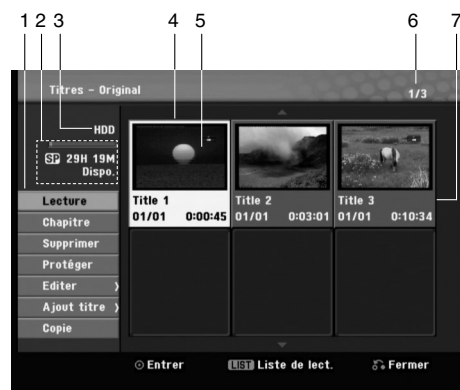 1 2 3 4 5 6 7
Titres - Original
1/3
HDD
SP 29H 19M
Dispo.
Lecture
Chapitre
Supprimer
Protéger
Editer
Ajout titre
Copie
Title 1
01/01 0:00:45
Title 2
01/01 0:03:01
Title 3
01/01 0:10:34
Entrer
LIST Liste de lect.
Fermer